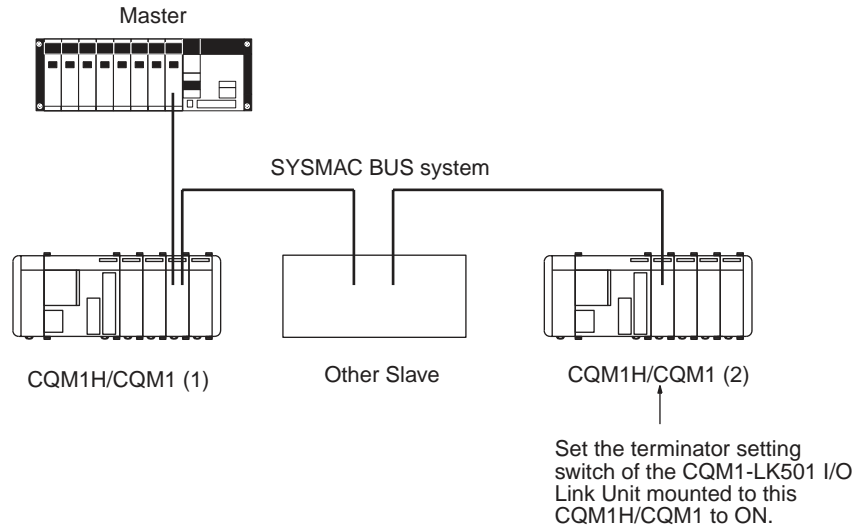 Master
SYSMAC BUS system
CQM1H/CQM1 (1)
Other Slave
CQM1H/CQM1 (2)
Set the terminator setting
switch of the CQM1-LK501 I/O
Link Unit mounted to this
CQM1H/CQM1 to ON.